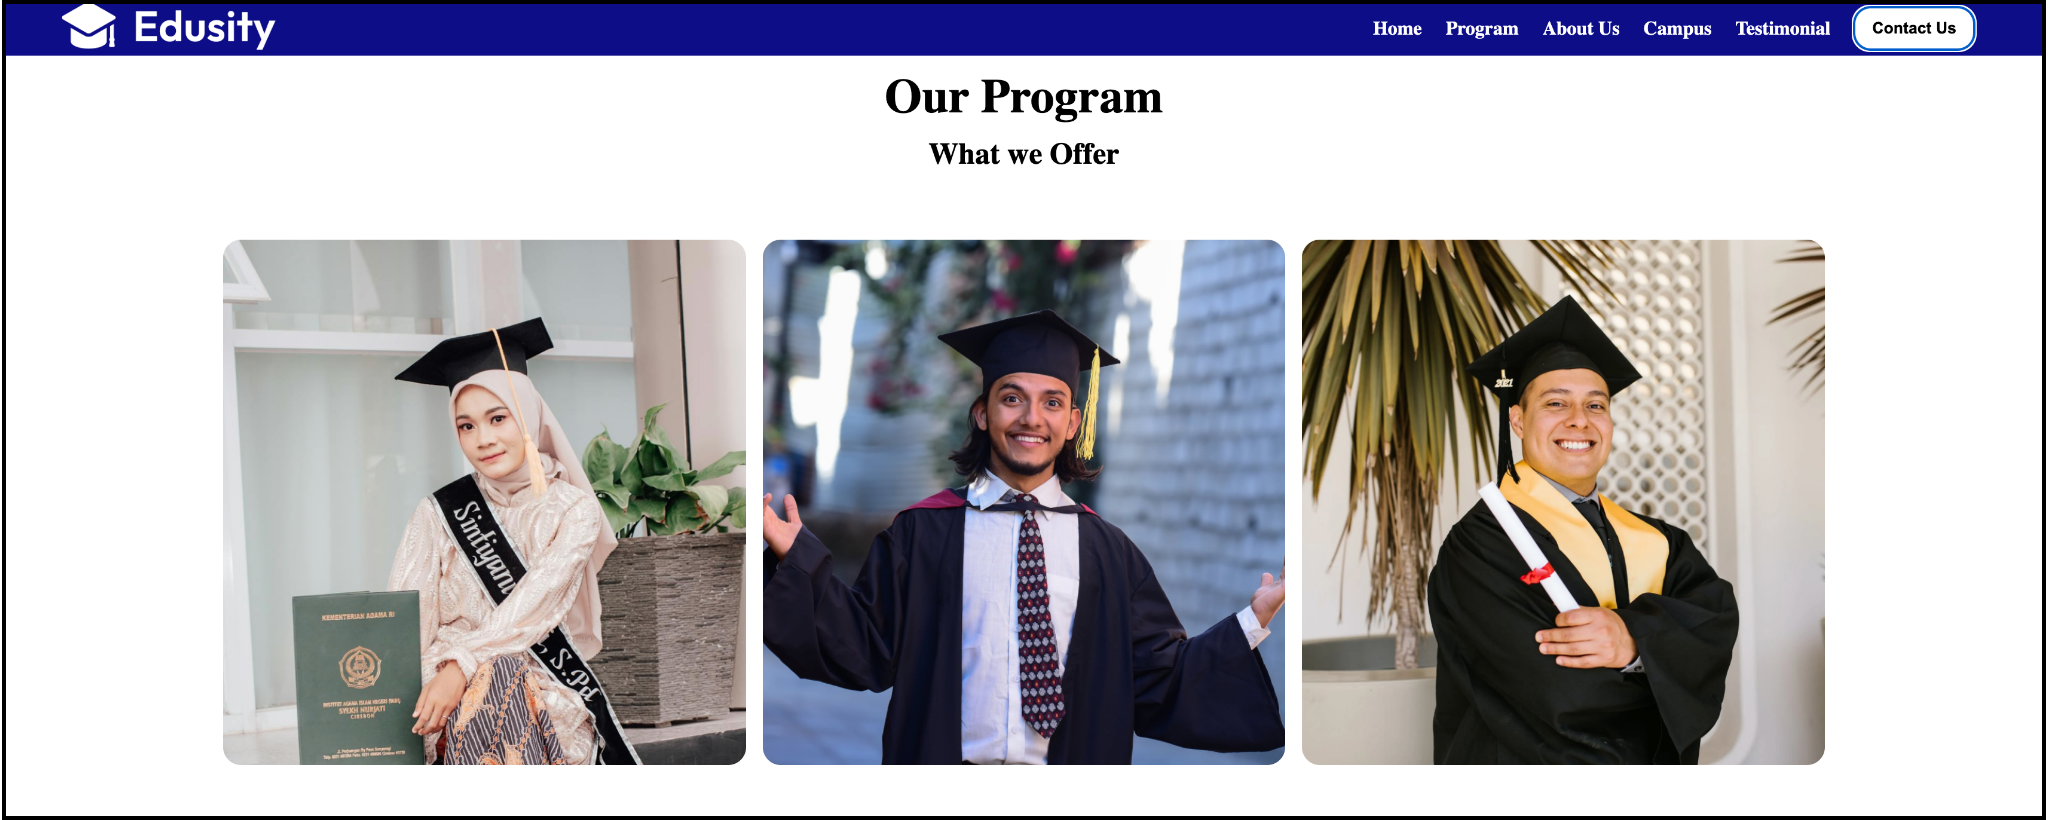 Edusity
Home Program About Us Campus Testimonial Contact Us
Our Program
What we Offer
2021
KEMENTERIAN AGAMA RI
SYEKH NURJATI
CIREBON
S.Pd